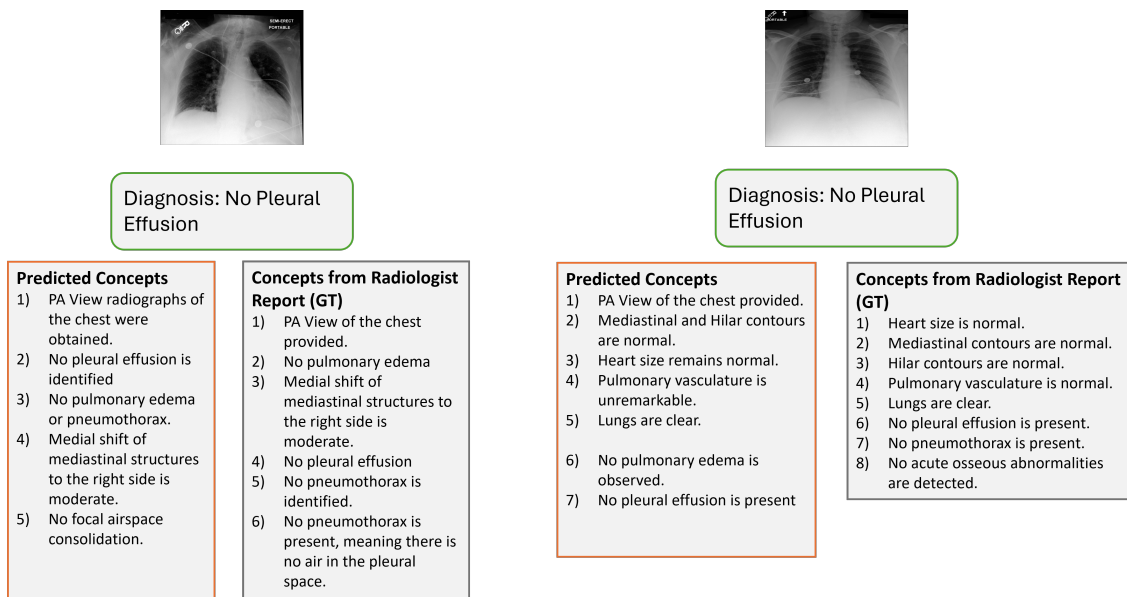 SEMI-ERECT
PORTABLE
PORTABLE
Diagnosis: No Pleural
Effusion
Diagnosis: No Pleural
Effusion
Predicted Concepts
1) PA View radiographs of
the chest were
obtained.
2) No pleural effusion is
identified
3) No pulmonary edema
or pneumothorax.
4) Medial shift of
mediastinal structures
to the right side is
moderate.
5) No focal airspace
consolidation.
Concepts from Radiologist
Report (GT)
1) PA View of the chest
provided.
2) No pulmonary edema
3) Medial shift of
mediastinal structures to
the right side is
moderate.
4) No pleural effusion
5) No pneumothorax is
identified.
6) No pneumothorax is
present, meaning there is
no air in the pleural
space.
Predicted Concepts
1) PA View of the chest provided.
2) Mediastinal and Hilar contours
are normal.
3) Heart size remains normal.
4) Pulmonary vasculature is
unremarkable.
5) Lungs are clear.
6) No pulmonary edema is
observed.
7) No pleural effusion is present
Concepts from Radiologist Report
(GT)
1) Heart size is normal.
2) Mediastinal contours are normal.
3) Hilar contours are normal.
4) Pulmonary vasculature is normal.
5) Lungs are clear.
6) No pleural effusion is present.
7) No pneumothorax is present.
8) No acute osseous abnormalities
are detected.